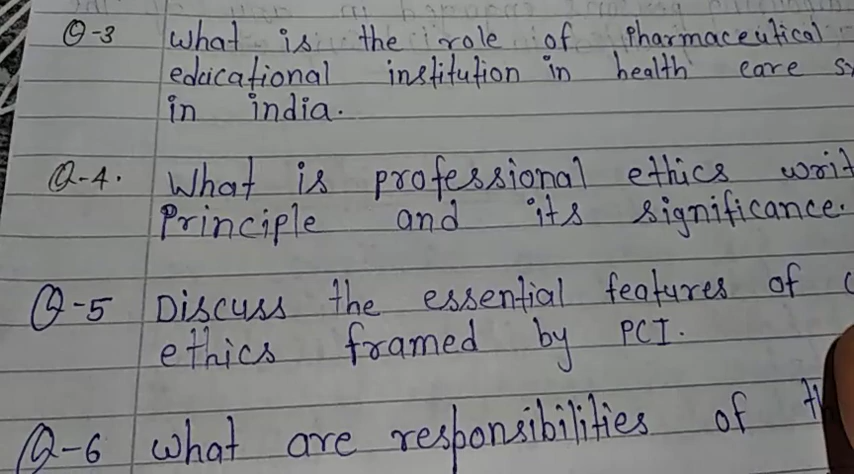 Q-3 What is the role of Pharmaceutical
educational institution in health care
in india.
Q-4. What is professional ethics
Principle and its significance.
Q-5 Discuss the essential features of
ethics framed by PCI.
Q-6 What are responsibilities of